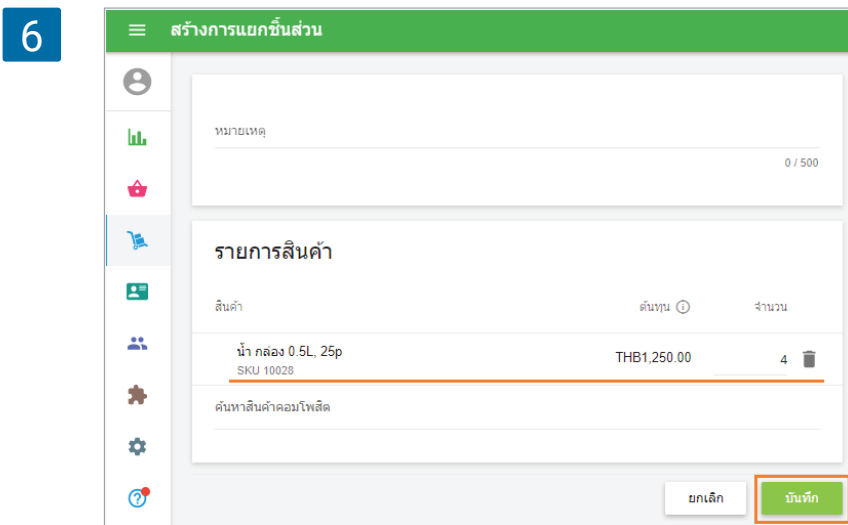 6
สร้างการแยกชิ้นส่วน
หมายเหตุ
0 / 500
รายการสินค้า
สินค้า ต้นทุน จำนวน
น้ำ กล่อง 0.5L, 25p THB1,250.00 4
SKU 10028
ค้นหาสินค้าคอมโพสิต
ยกเลิก บันทึก